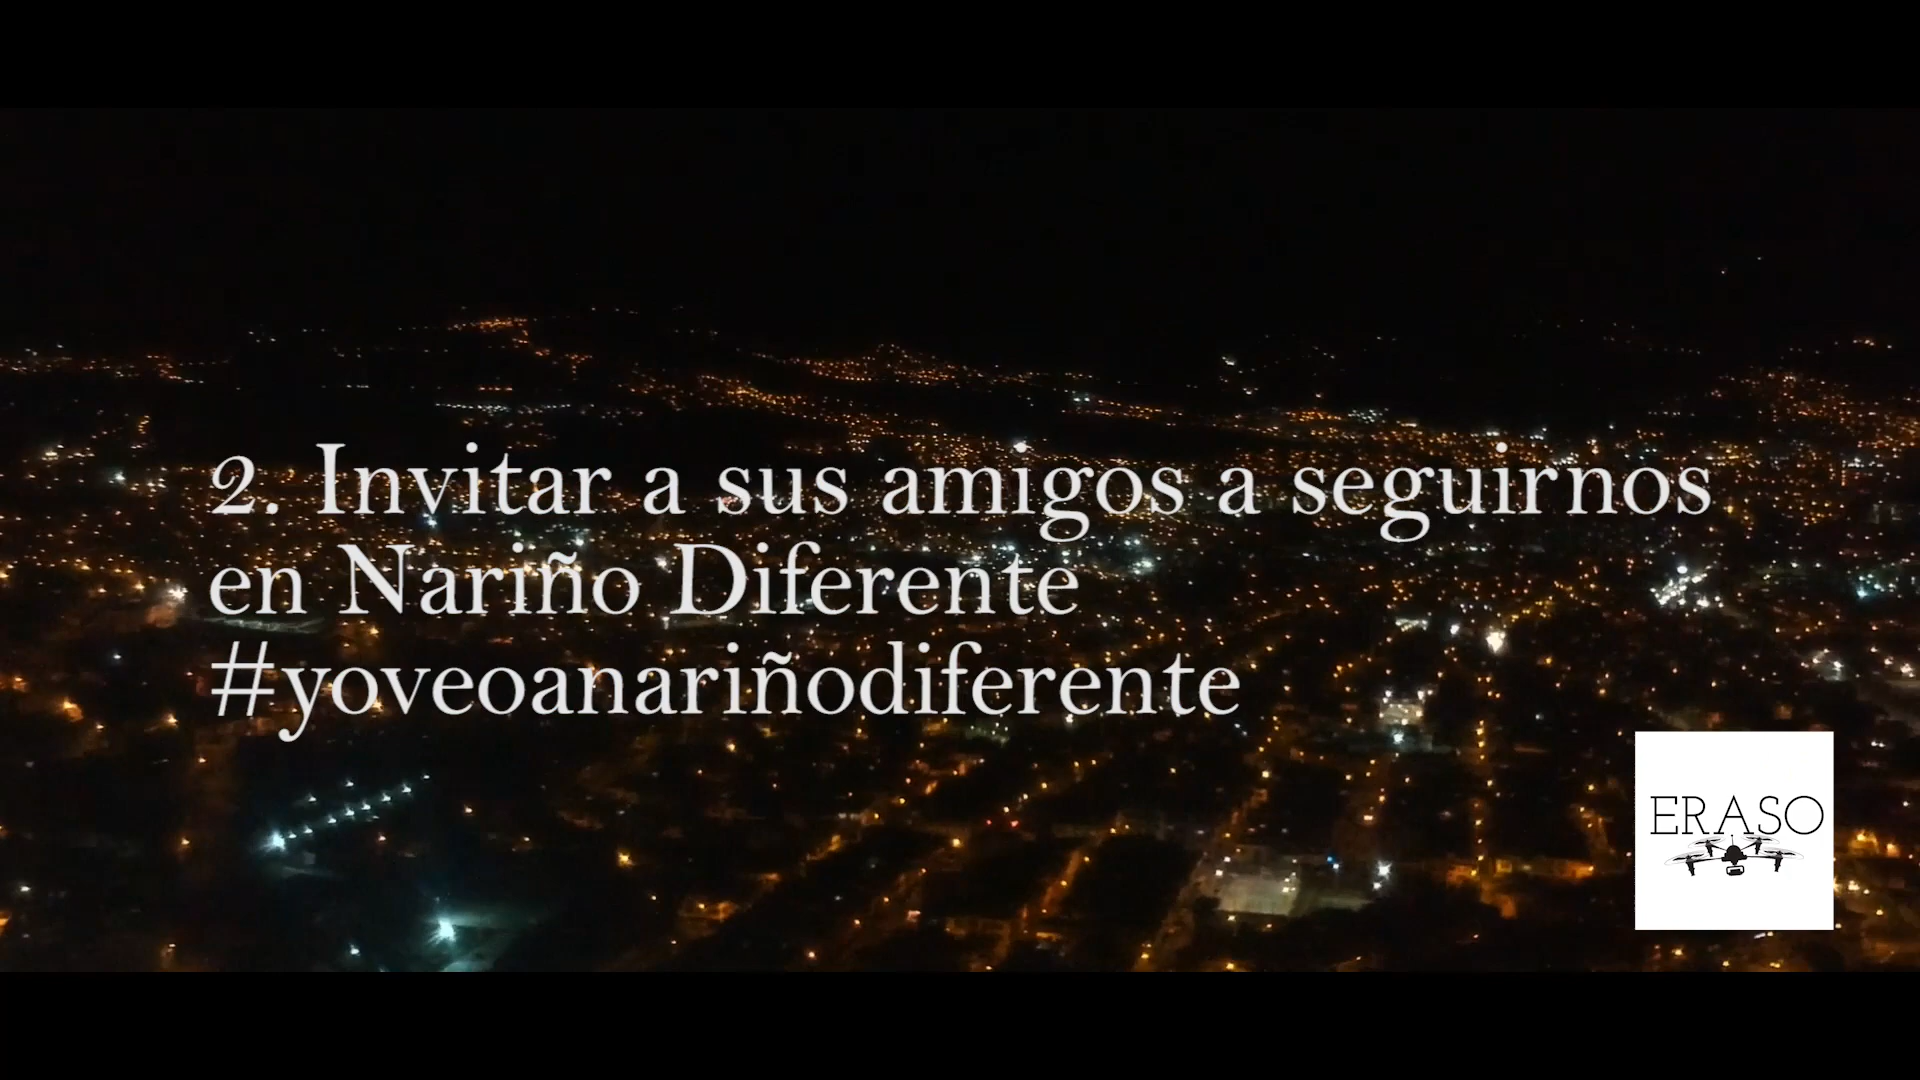 2. Invitar a sus amigos a seguirnos
en Nariño Diferente
#yoveoanariñodiferente
ERASO